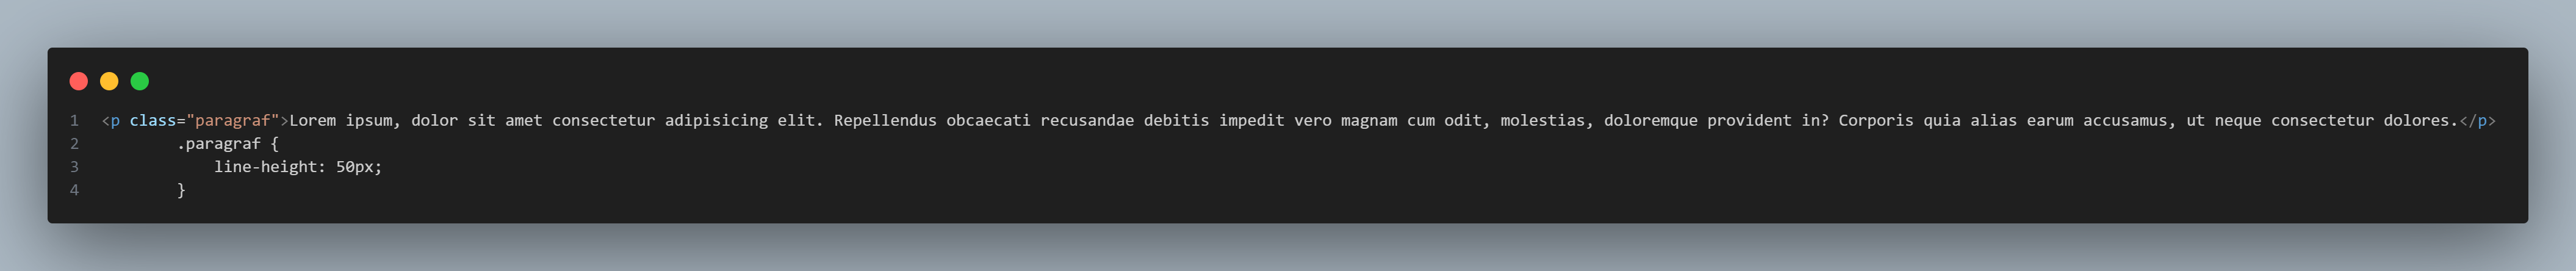 1 <p class="paragraf">Lorem ipsum, dolor sit amet consectetur adipisicing elit. Repellendus obcaecati recusandae debitis impedit vero magnam cum odit, molestias, doloremque provident in? Corporis quia alias earum accusamus, ut neque consectetur dolores.</p>
2         .paragraf {
3             line-height: 50px;
4         }